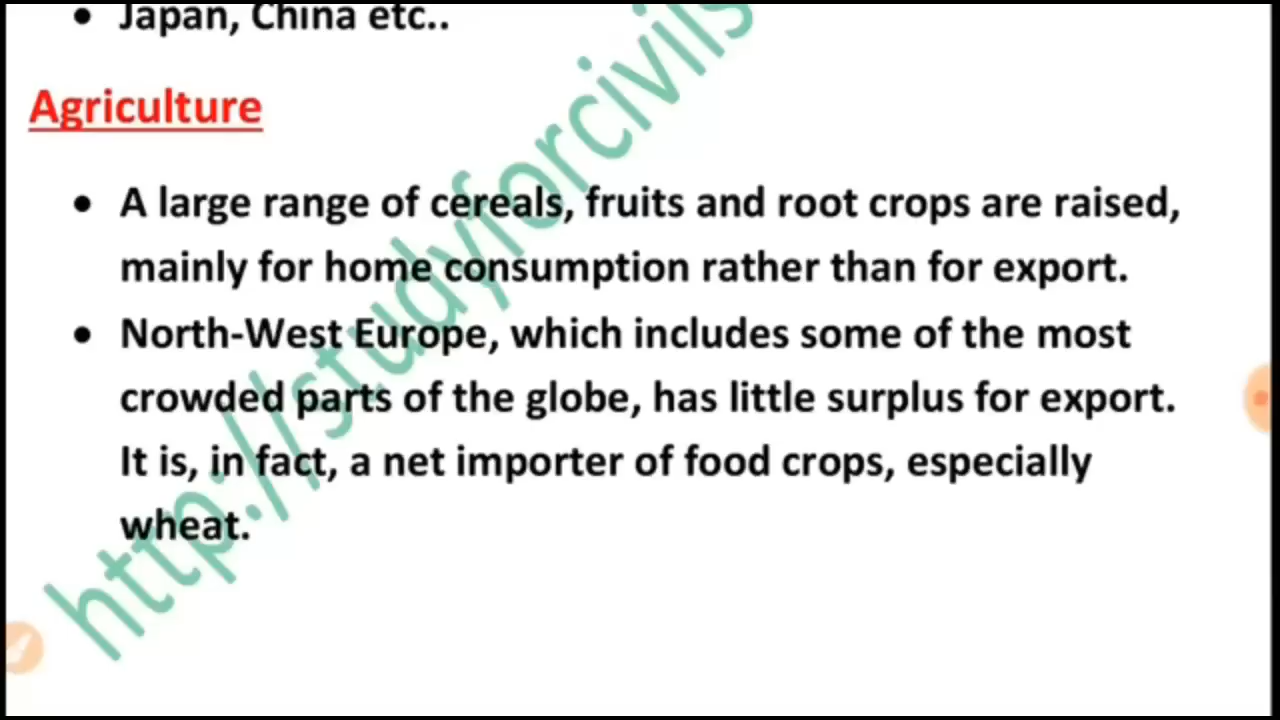 • Japan, China etc..
Agriculture
• A large range of cereals, fruits and root crops are raised,
mainly for home consumption rather than for export.
• North-West Europe, which includes some of the most
crowded parts of the globe, has little surplus for export.
It is, in fact, a net importer of food crops, especially
wheat.
http://studyforcivils